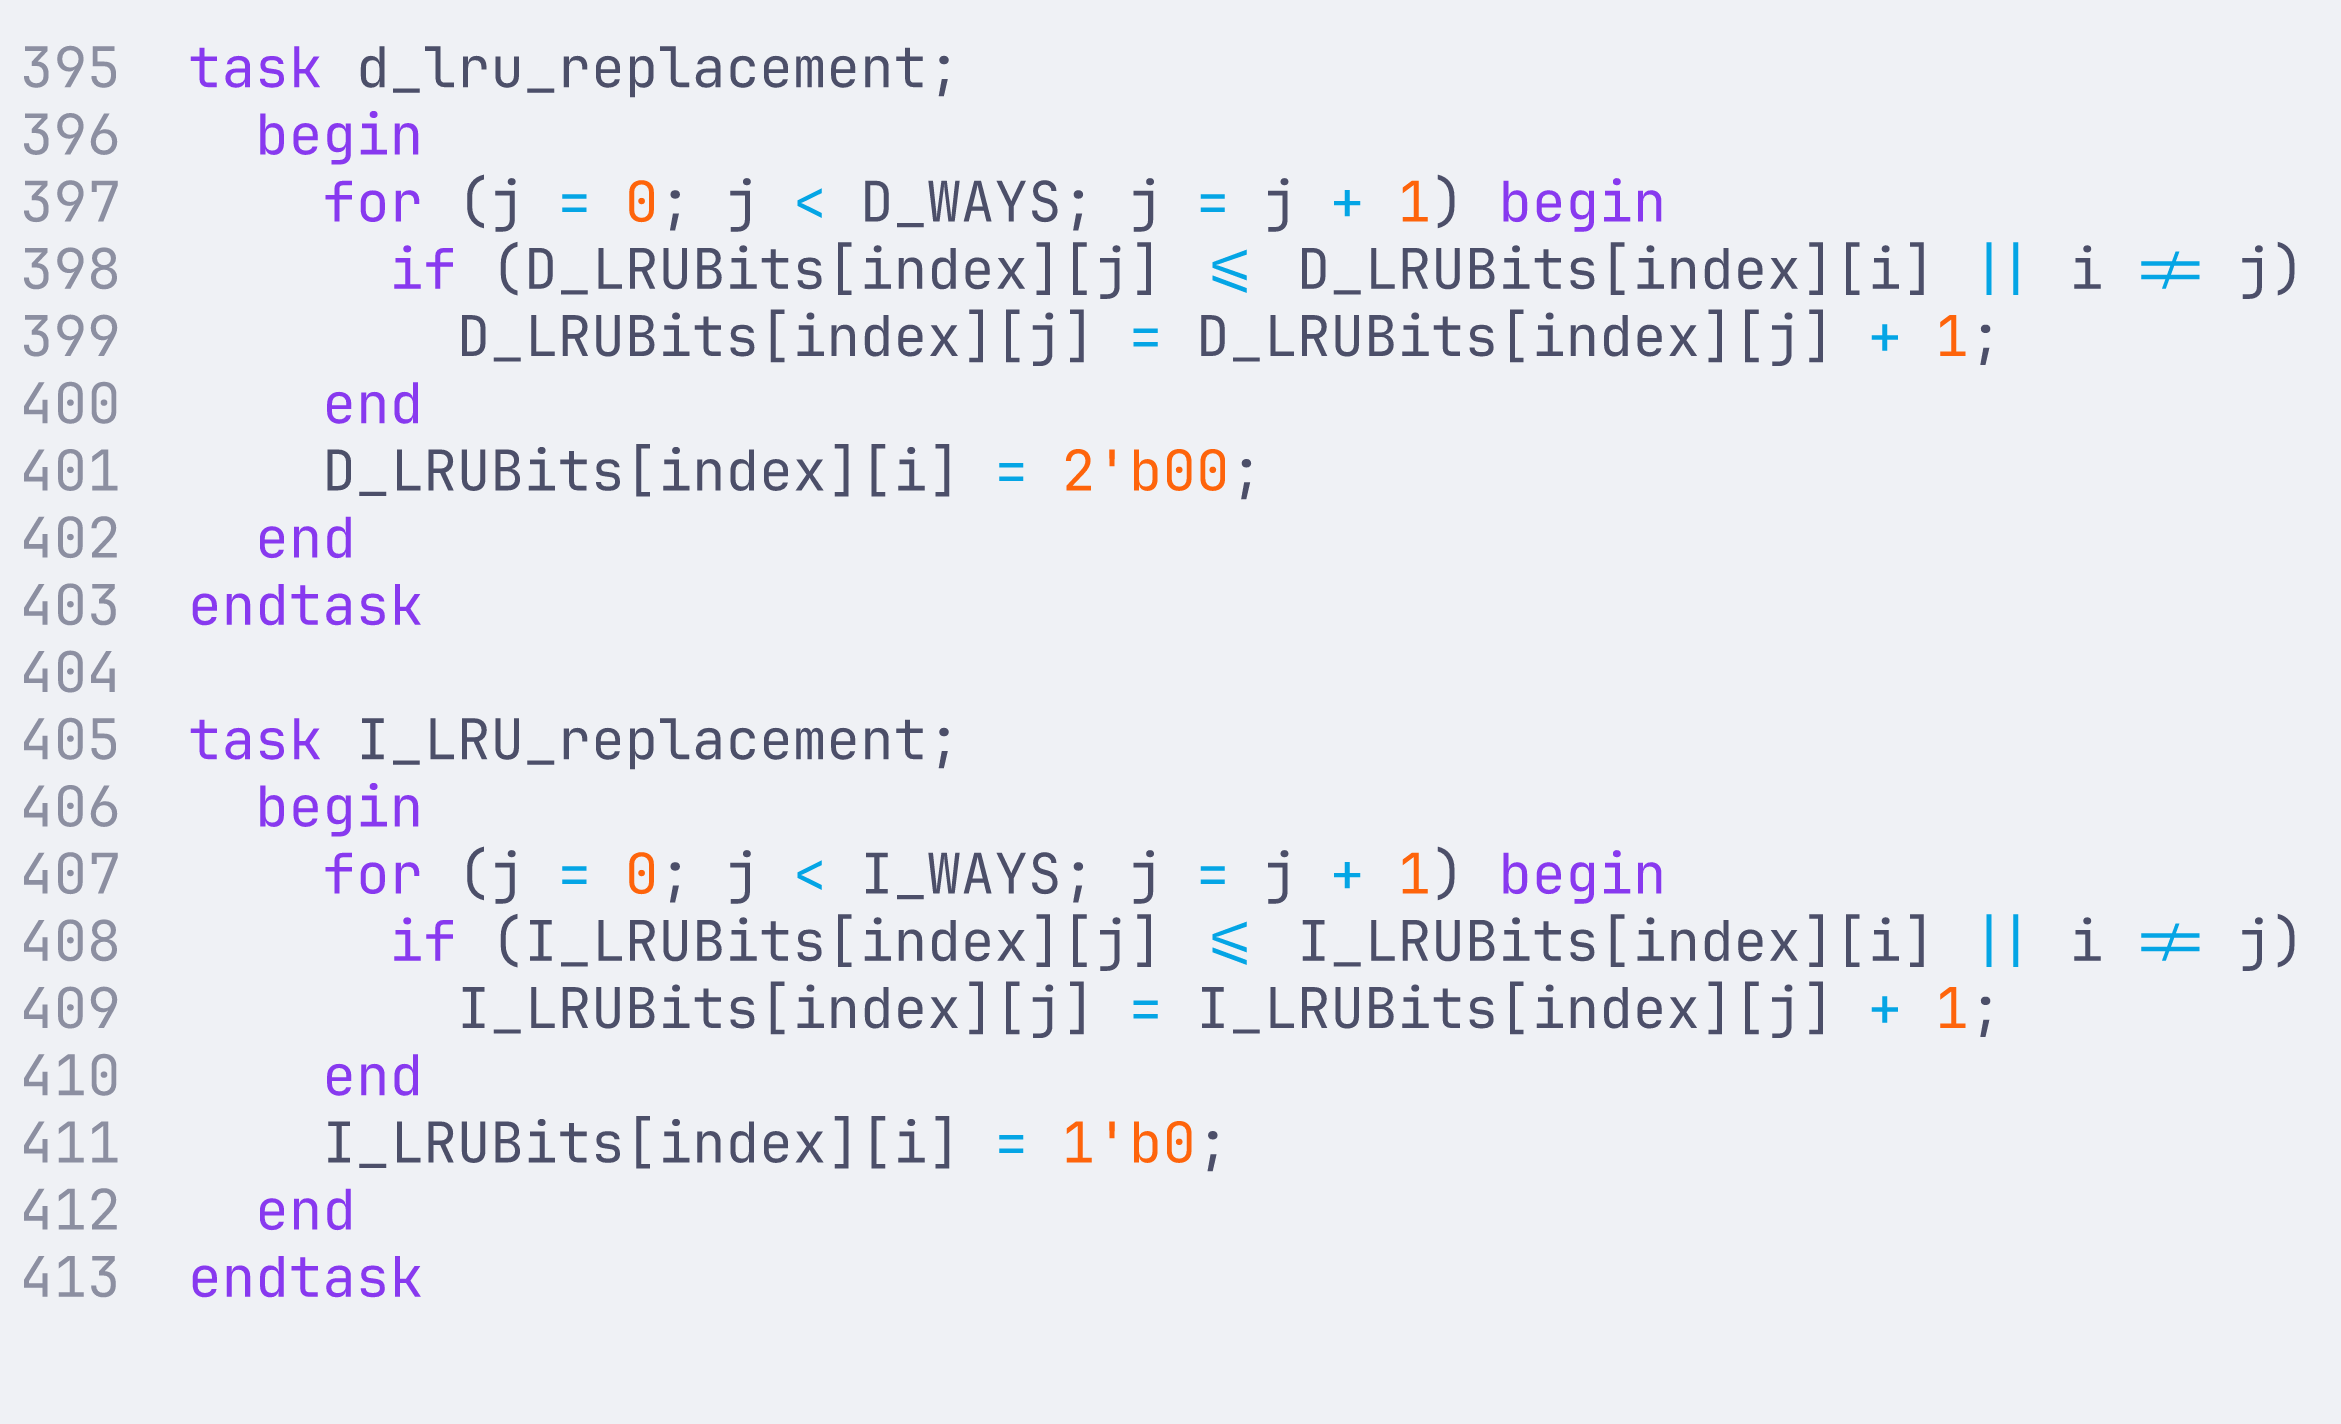 395 task d_lru_replacement;
396   begin
397     for (j = 0; j < D_WAYS; j = j + 1) begin
398       if (D_LRUBits[index][j] <= D_LRUBits[index][i] || i != j)
399         D_LRUBits[index][j] = D_LRUBits[index][j] + 1;
400     end
401     D_LRUBits[index][i] = 2'b00;
402   end
403 endtask
404
405 task I_LRU_replacement;
406   begin
407     for (j = 0; j < I_WAYS; j = j + 1) begin
408       if (I_LRUBits[index][j] <= I_LRUBits[index][i] || i != j)
409         I_LRUBits[index][j] = I_LRUBits[index][j] + 1;
410     end
411     I_LRUBits[index][i] = 1'b0;
412   end
413 endtask